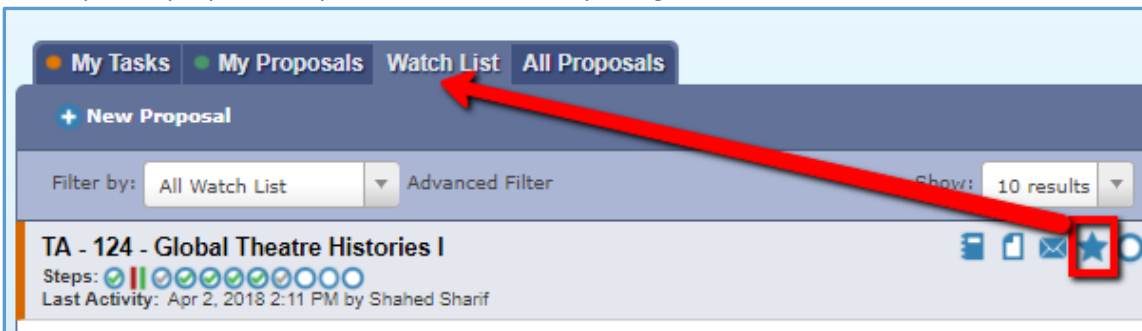 My Tasks My Proposals Watch List All Proposals
New Proposal
Filter by: All Watch List Advanced Filter Show: 10 results
TA - 124 - Global Theatre Histories I
Steps:
Last Activity: Apr 2, 2018 2:11 PM by Shahed Sharif